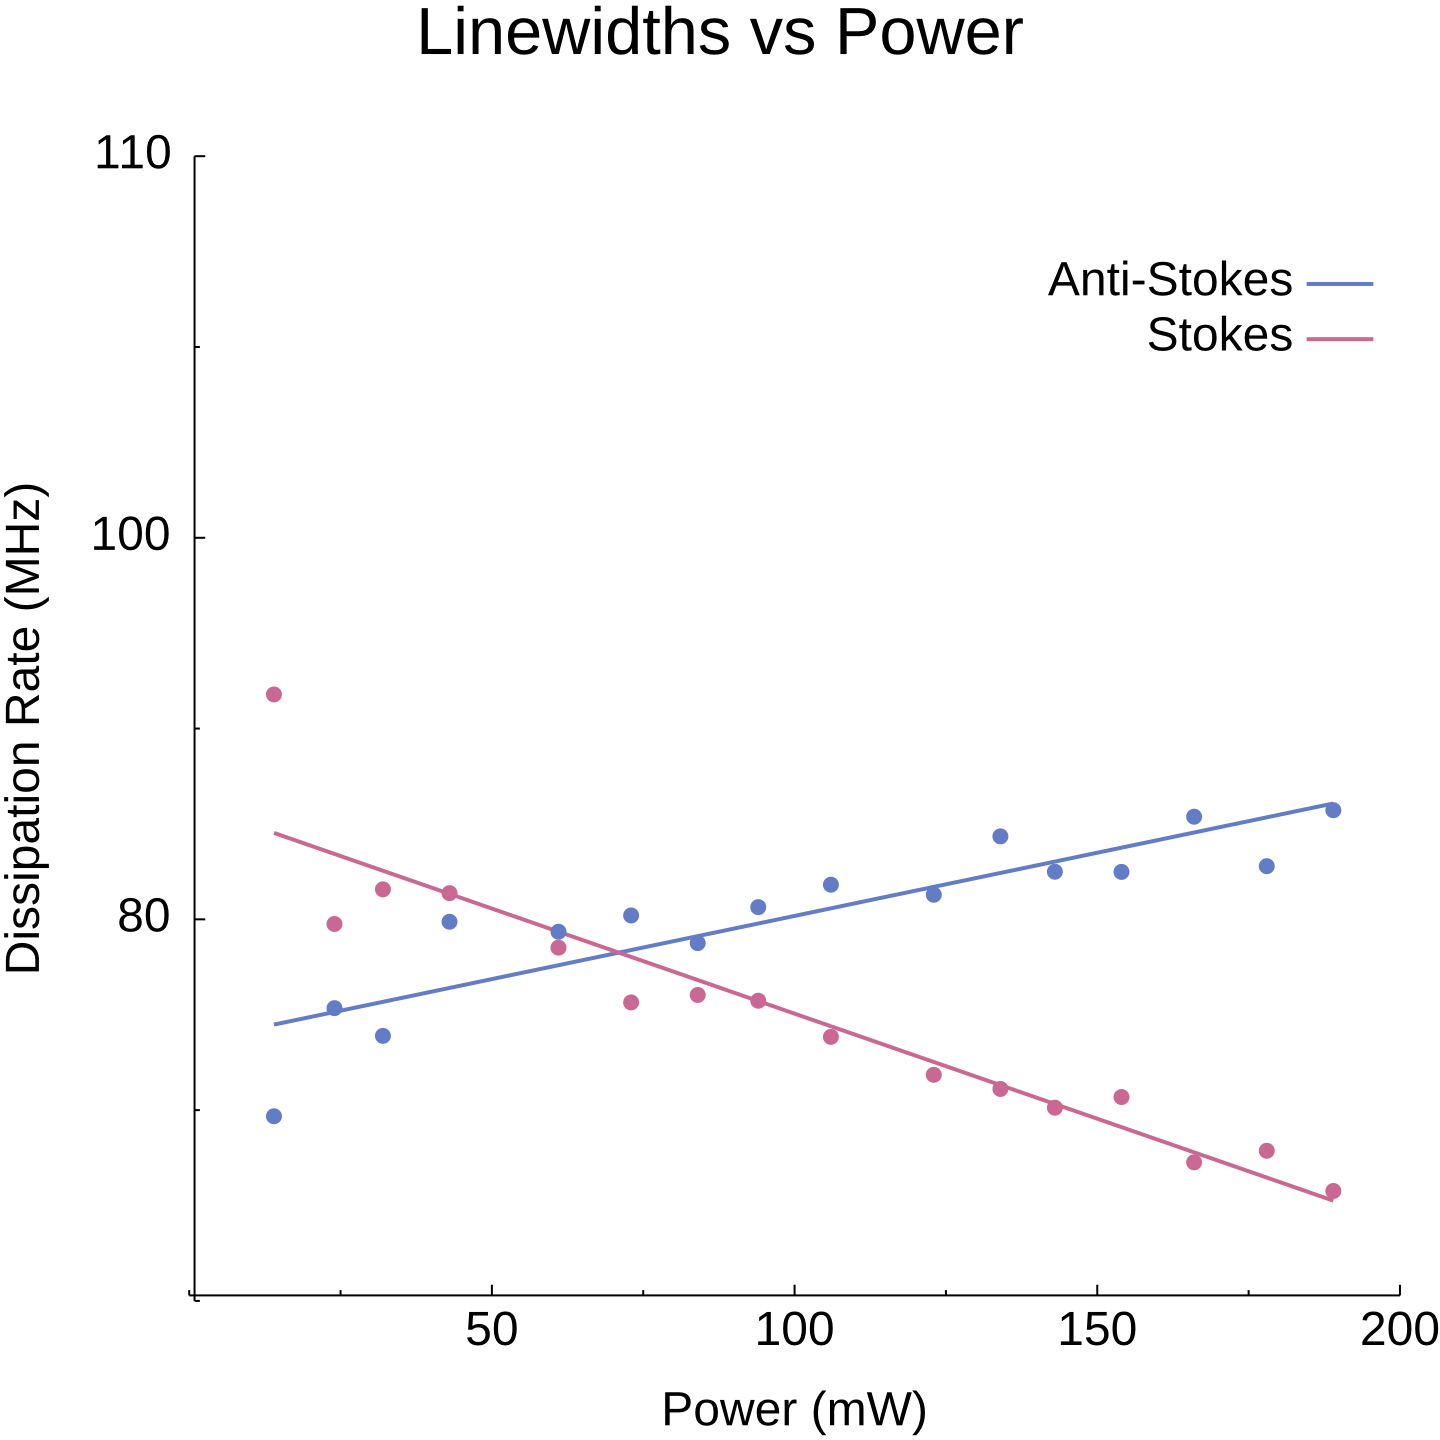 Linewidths vs Power
110
100
80
Dissipation Rate (MHz)
Anti-Stokes
Stokes
50 100 150 200
Power (mW)